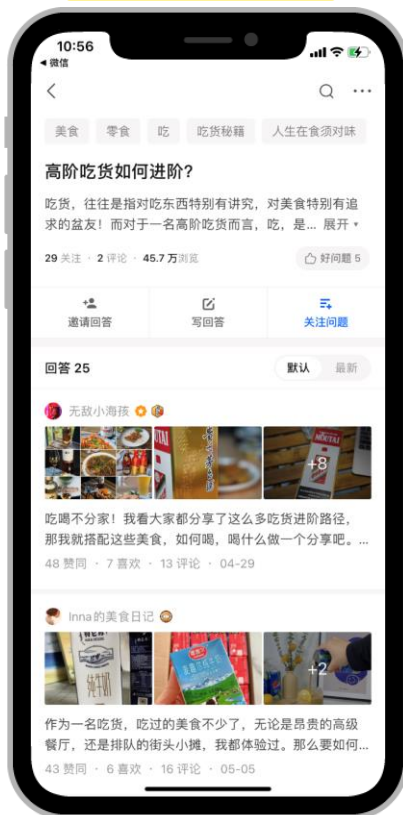 10:56
◀ 微信
美食 零食 吃 吃货秘籍 人生在食须对味
高阶吃货如何进阶?
吃货，往往是指对吃东西特别有讲究，对美食特别有追
求的盆友！而对于一名高阶吃货而言，吃，是... 展开
29 关注 · 2 评论 · 45.7 万浏览
好问题 5
邀请回答 写回答 关注问题
回答 25
默认 最新
无敌小海孩
MOUTAI
+8
吃喝不分家！我看大家都分享了这么多吃货进阶路径，
那我就搭配这些美食，如何喝，喝什么做一个分享吧。...
48 赞同 · 7 喜欢 · 13 评论 · 04-29
Inna的美食日记
纯牛奶
+2
作为一名吃货，吃过的美食不少了，无论是昂贵的高级
餐厅，还是排队的街头小摊，我都体验过。那么要如何...
43 赞同 · 6 喜欢 · 16 评论 · 05-05